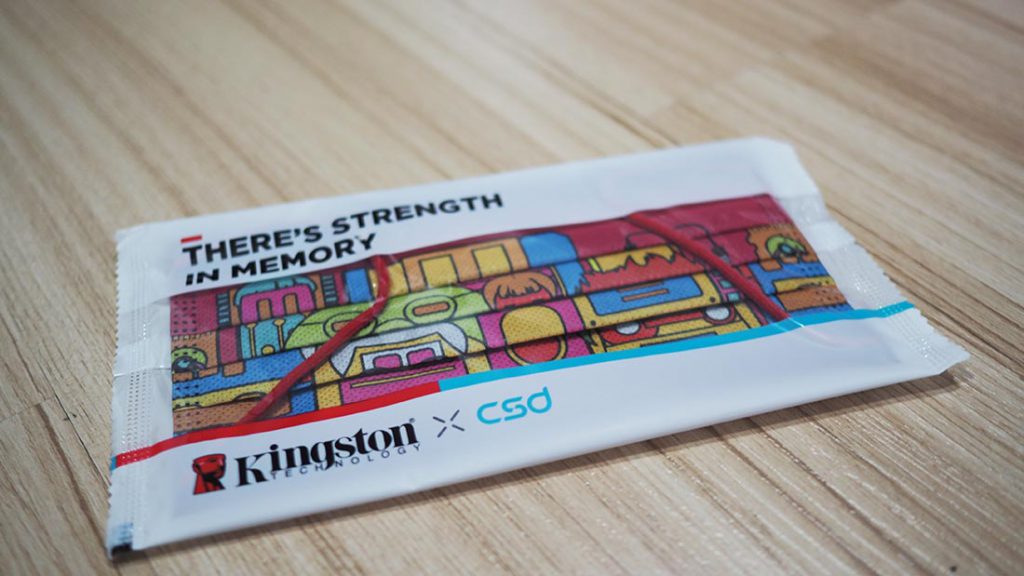 THERE'S STRENGTH
IN MEMORY
Kingston® X csd
TECHNOLOGY